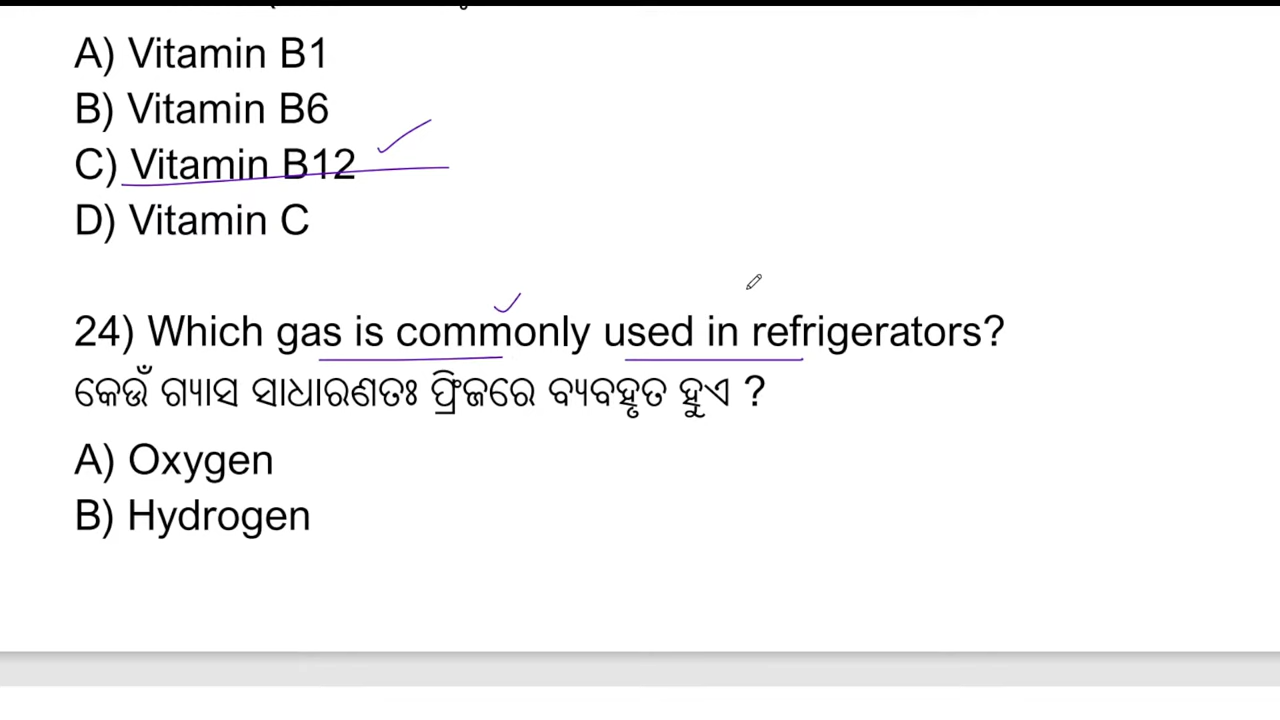 A) Vitamin B1
B) Vitamin B6
C) Vitamin B12
D) Vitamin C
24) Which gas is commonly used in refrigerators?
କେଉଁ ଗ୍ୟାସ ସାଧାରଣତଃ ଫ୍ରିଜରେ ବ୍ୟବହୃତ ହୁଏ ?
A) Oxygen
B) Hydrogen